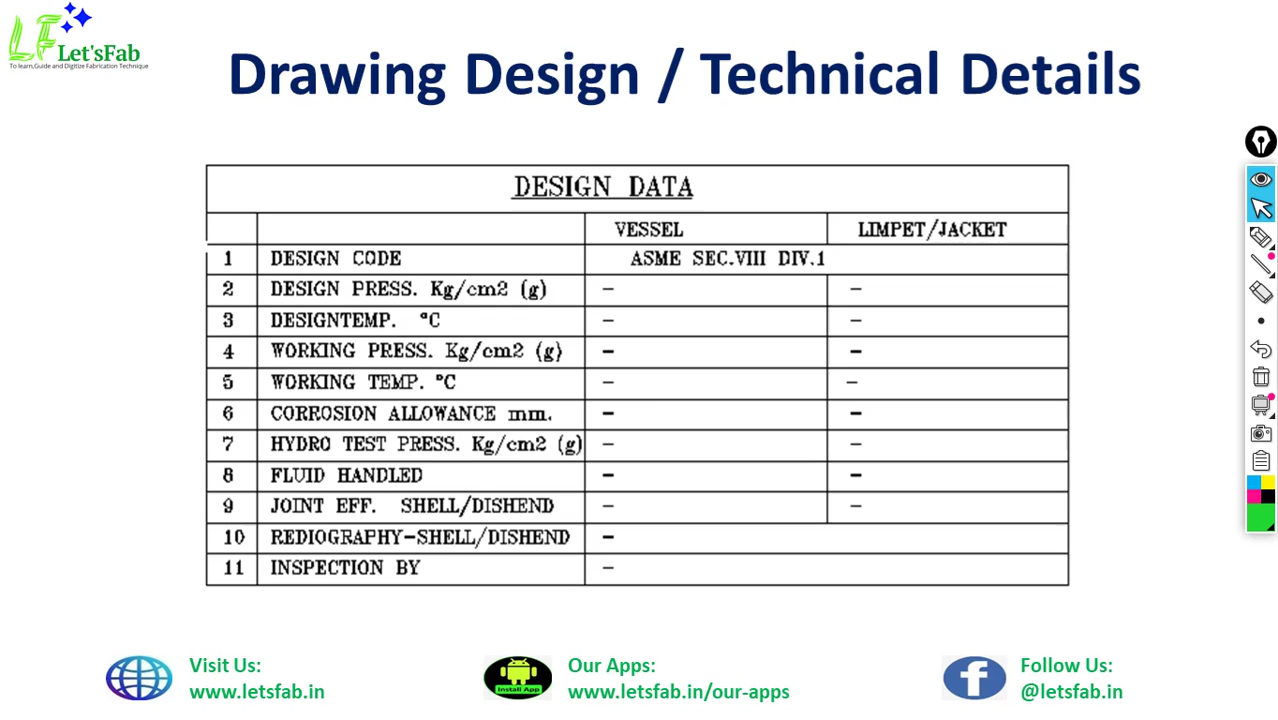 LF
Let'sFab
To learn,Guide and Digitize Fabrication Technique
Drawing Design / Technical Details
DESIGN DATA
VESSEL LIMPET/JACKET
1 DESIGN CODE ASME SEC.VIII DIV.1
2 DESIGN PRESS. Kg/cm2 (g) - -
3 DESIGNTEMP. °C - -
4 WORKING PRESS. Kg/cm2 (g) - -
5 WORKING TEMP. °C - -
6 CORROSION ALLOWANCE mm. - -
7 HYDRO TEST PRESS. Kg/cm2 (g) - -
8 FLUID HANDLED - -
9 JOINT EFF. SHELL/DISHEND - -
10 REDIOGRAPHY-SHELL/DISHEND -
11 INSPECTION BY -
Visit Us:
www.letsfab.in
Install App
Our Apps:
www.letsfab.in/our-apps
Follow Us:
@letsfab.in